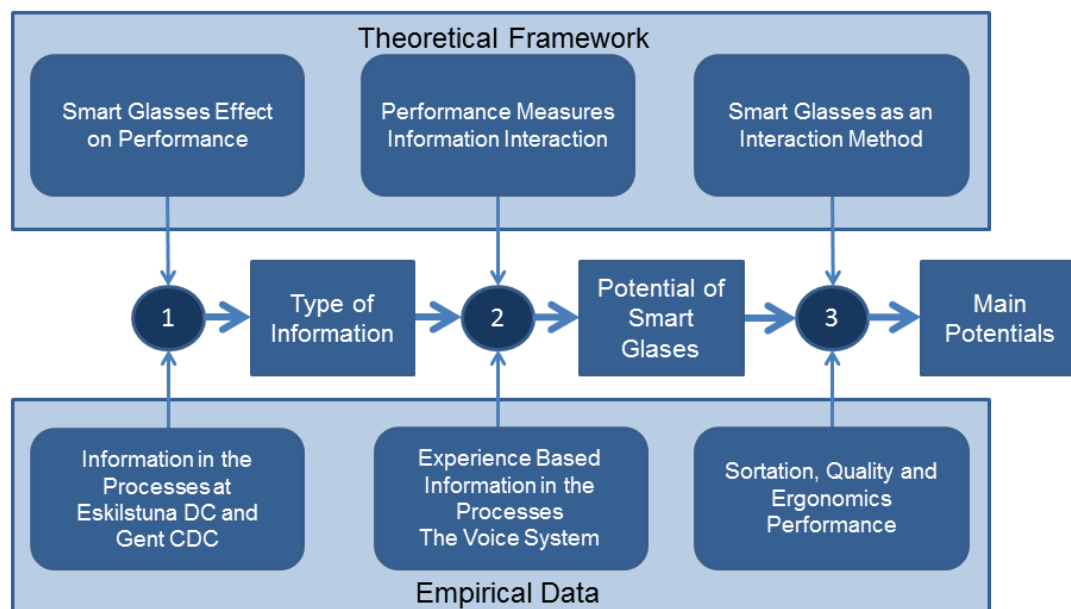 Theoretical Framework
Smart Glasses Effect
on Performance
Performance Measures
Information Interaction
Smart Glasses as an
Interaction Method
1
Type of
Information
2
Potential of
Smart
Glases
3
Main
Potentials
Information in the
Processes at
Eskilstuna DC and
Gent CDC
Experience Based
Information in the
Processes
The Voice System
Sortation, Quality and
Ergonomics
Performance
Empirical Data